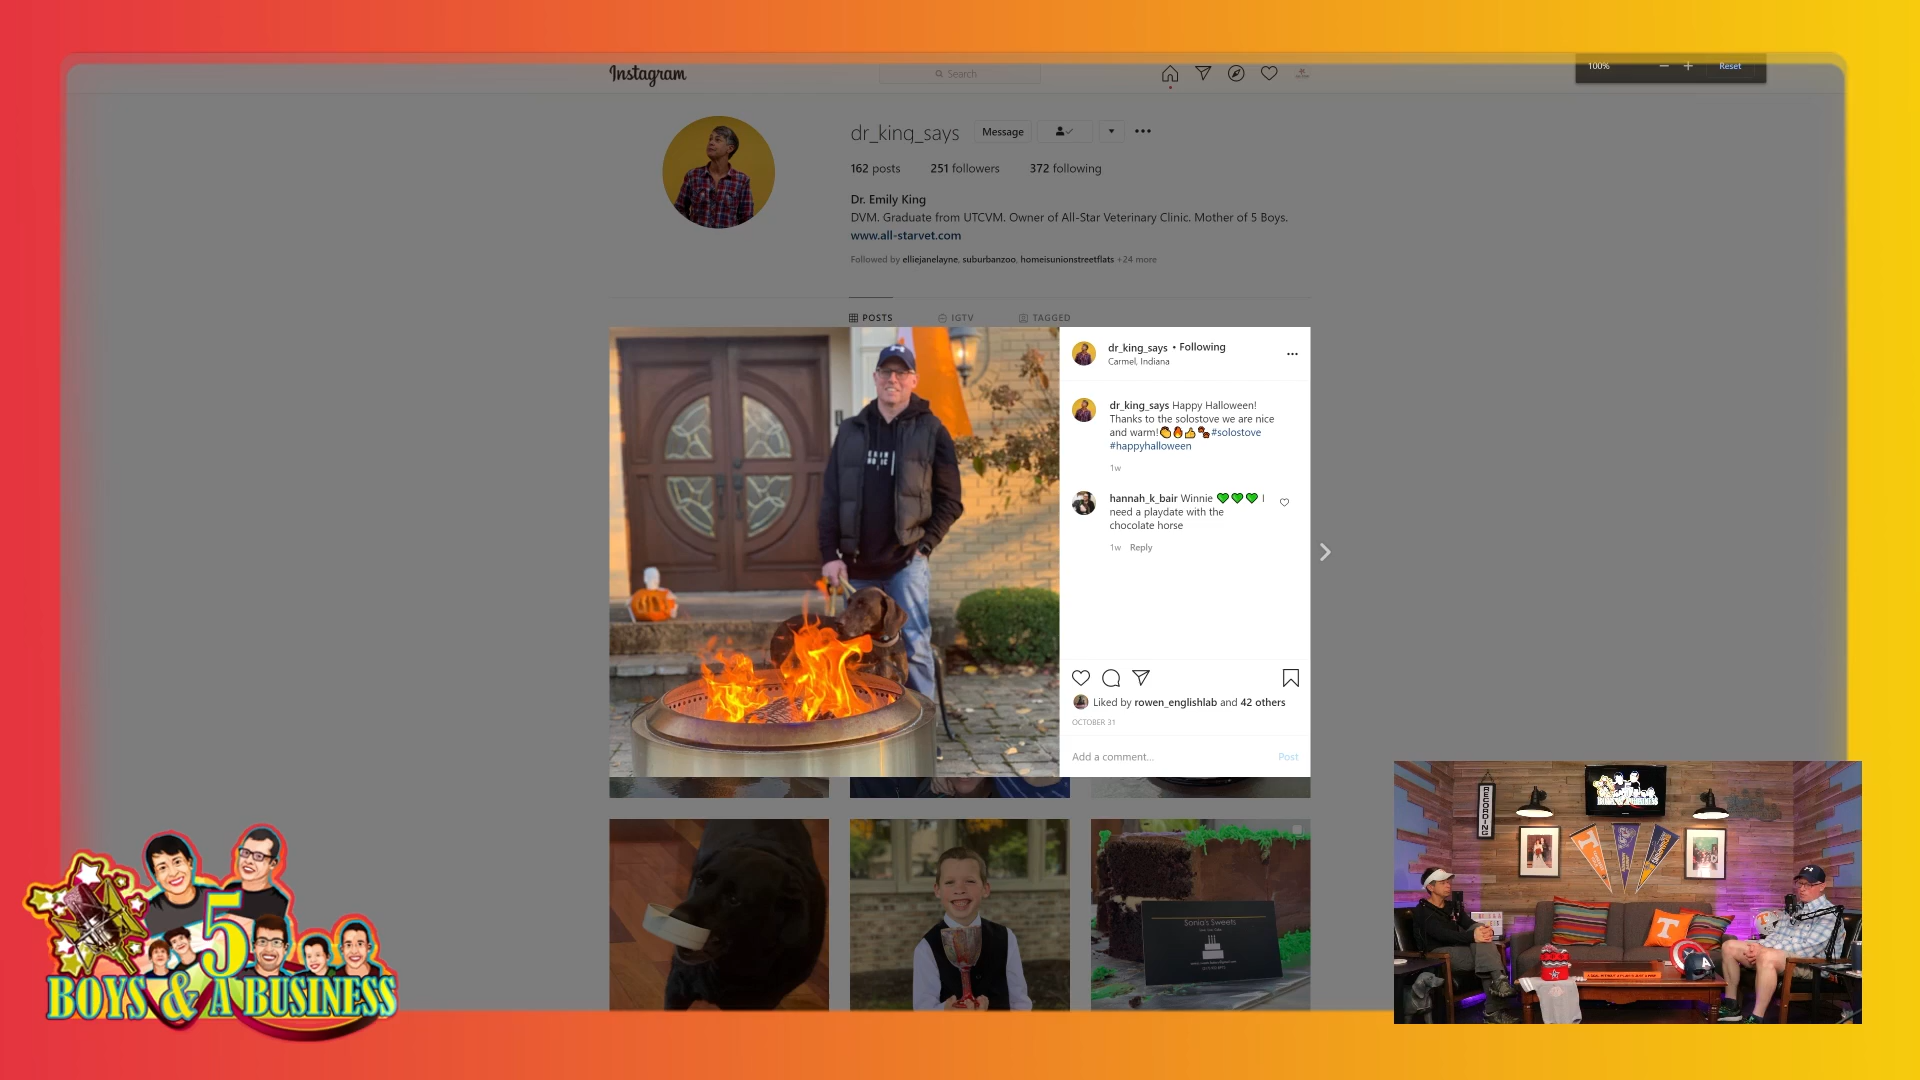 Instagram
Search
100%
Reset
dr_king_says
Message
162 posts
251 followers
372 following
Dr. Emily King
DVM. Graduate from UTCVM. Owner of All-Star Veterinary Clinic. Mother of 5 Boys.
www.all-starvet.com
Followed by elliejanelayne, suburbanzoo, homeisunionstreetflats +24 more
POSTS
IGTV
TAGGED
dr_king_says • Following
Carmel, Indiana
dr_king_says Happy Halloween!
Thanks to the solostove we are nice
and warm!👏🔥👍🐾#solostove
#happyhalloween
1w
hannah_k_bair Winnie 💚💚💚 I
need a playdate with the
chocolate horse
1w Reply
Liked by rowen_englishlab and 42 others
OCTOBER 31
Add a comment...
Post
Sonia's Sweets
RECORDING
T
T
5
BOYS & A BUSINESS